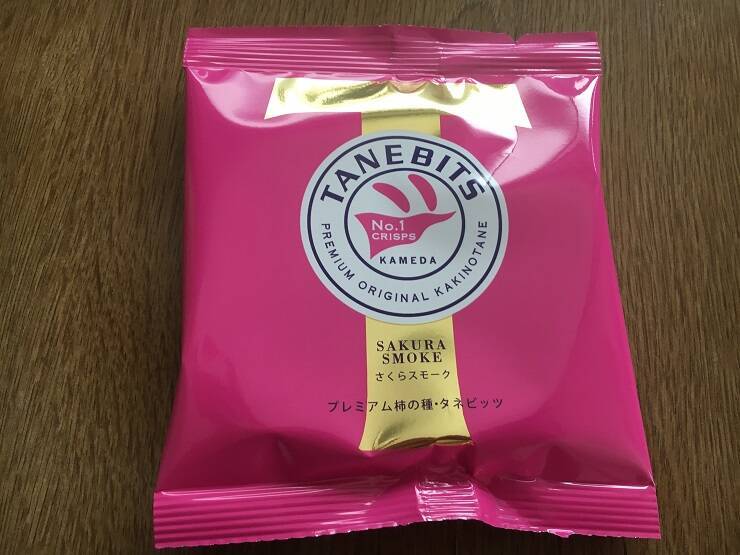 TANEBITS
No.1
CRISPS
KAMEDA
PREMIUM ORIGINAL KAKINOTANE
SAKURA
SMOKE
さくらスモーク
プレミアム柿の種・タネビッツ